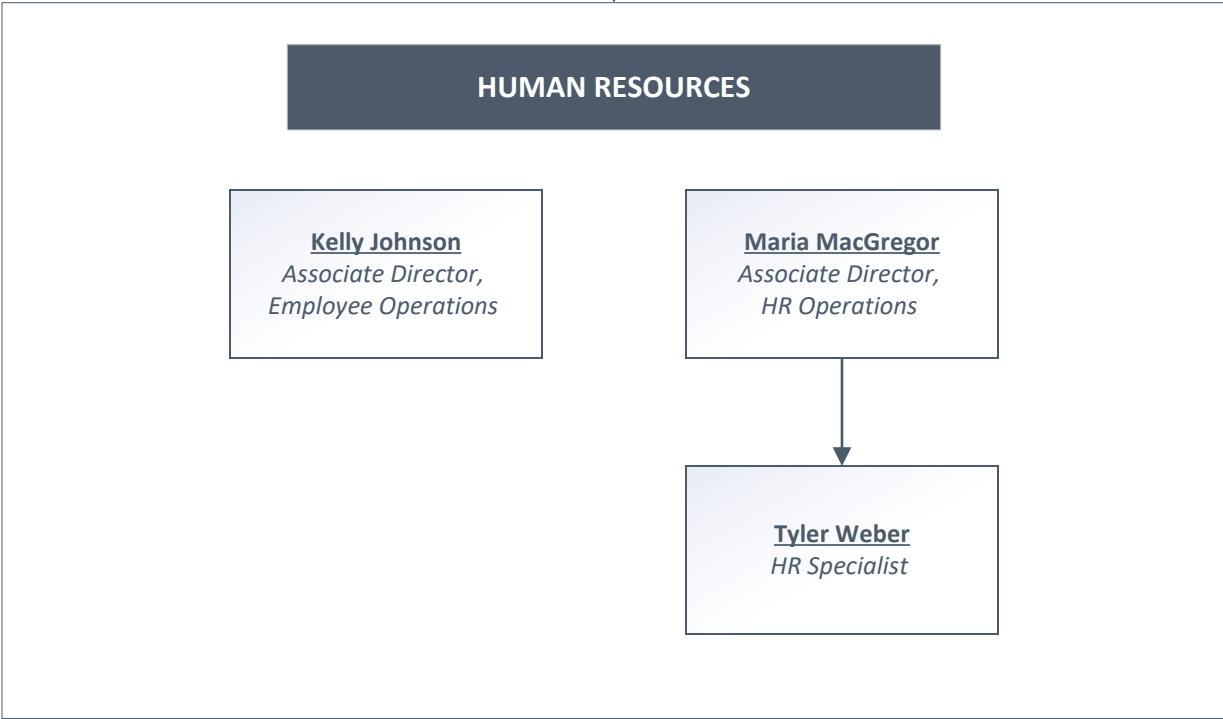 HUMAN RESOURCES
Kelly Johnson
Associate Director,
Employee Operations
Maria MacGregor
Associate Director,
HR Operations
Tyler Weber
HR Specialist